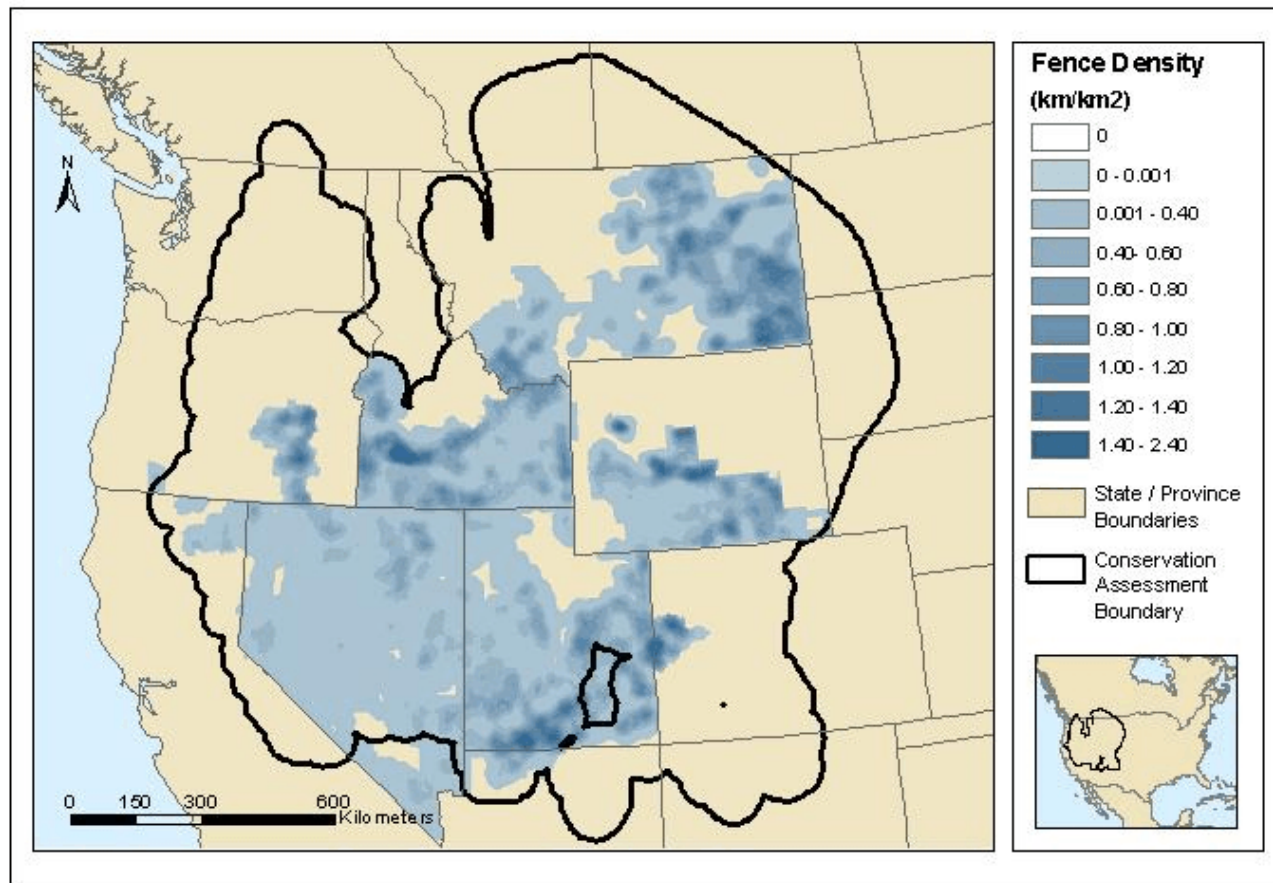 N
0 150 300 600
Kilometers
Fence Density
(km/km2)
0
0 - 0.001
0.001 - 0.40
0.40- 0.60
0.60 - 0.80
0.80 - 1.00
1.00 - 1.20
1.20 - 1.40
1.40 - 2.40
State / Province
Boundaries
Conservation
Assessment
Boundary